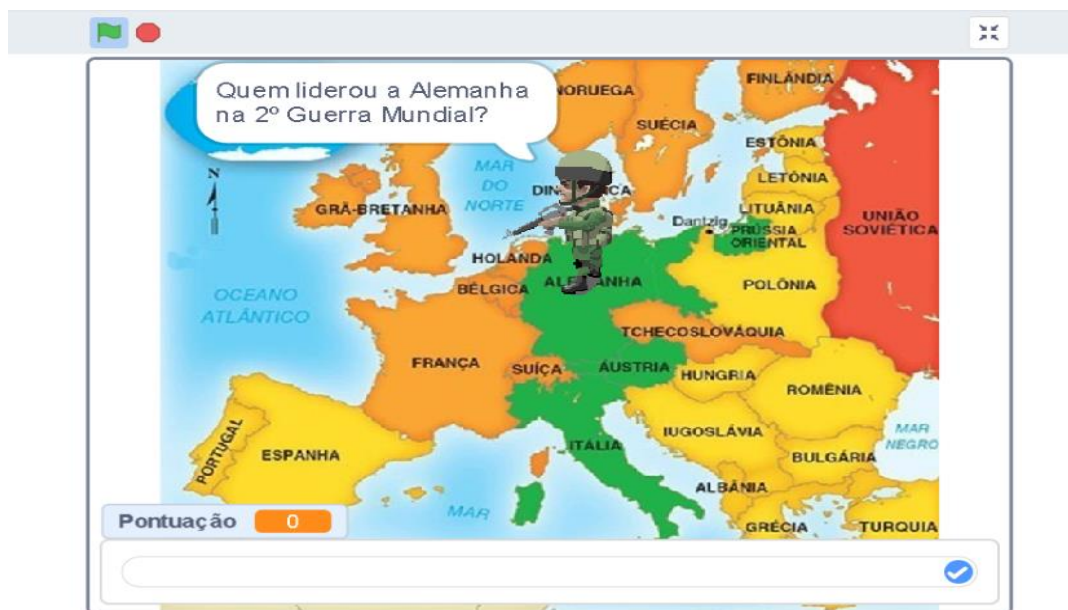 Quem liderou a Alemanha
na 2º Guerra Mundial?
NORUEGA
FINLÂNDIA
SUÉCIA
ESTÔNIA
MAR
DO
NORTE
N
LETÔNIA
LITUÂNIA
GRÃ-BRETANHA
Dantzig
PRÚSSIA
ORIENTAL
UNIÃO
SOVIÉTICA
HOLANDA
BÉLGICA
POLÔNIA
OCEANO
ATLÂNTICO
TCHECOSLOVÁQUIA
FRANÇA
SUÍÇA
ÁUSTRIA
HUNGRIA
ROMÊNIA
IUGOSLÁVIA
MAR
NEGRO
PORTUGAL
ESPANHA
ITÁLIA
BULGÁRIA
ALBÂNIA
MAR
GRÉCIA
TURQUIA
Pontuação 0